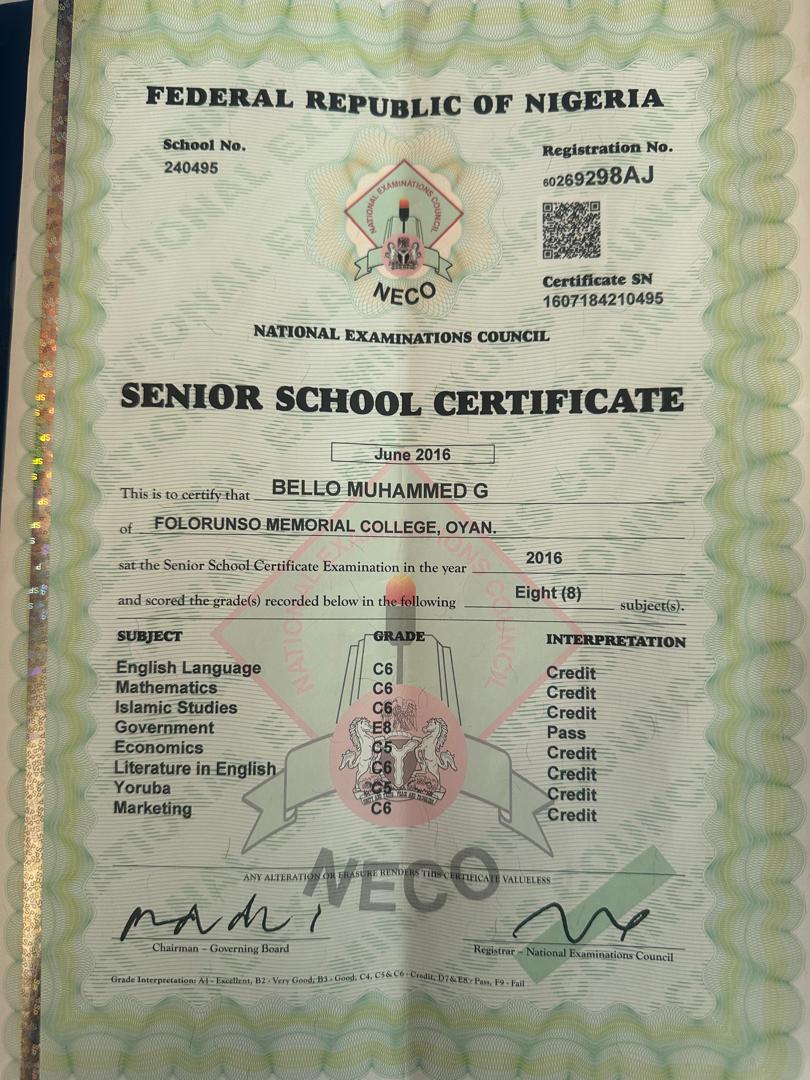 FEDERAL REPUBLIC OF NIGERIA
School No.
240495
Registration No.
60269298AJ
NATIONAL EXAMINATIONS COUNCIL
NECO
Certificate SN
1607184210495
NATIONAL EXAMINATIONS COUNCIL
SENIOR SCHOOL CERTIFICATE
June 2016
This is to certify that BELLO MUHAMMED G
of FOLORUNSO MEMORIAL COLLEGE, OYAN.
sat the Senior School Certificate Examination in the year 2016
and scored the grade(s) recorded below in the following Eight (8) subject(s).
SUBJECT GRADE INTERPRETATION
English Language C6 Credit
Mathematics C6 Credit
Islamic Studies C6 Credit
Government E8 Pass
Economics C5 Credit
Literature in English C6 Credit
Yoruba C5 Credit
Marketing C6 Credit
NATIONAL EXAMINATIONS COUNCIL
NECO
ANY ALTERATION OR ERASURE RENDERS THIS CERTIFICATE VALUELESS
Chairman - Governing Board
Registrar - National Examinations Council
Grade Interpretation: A1 - Excellent, B2 - Very Good, B3 - Good, C4, C5 & C6 - Credit, D7 & E8 - Pass, F9 - Fail